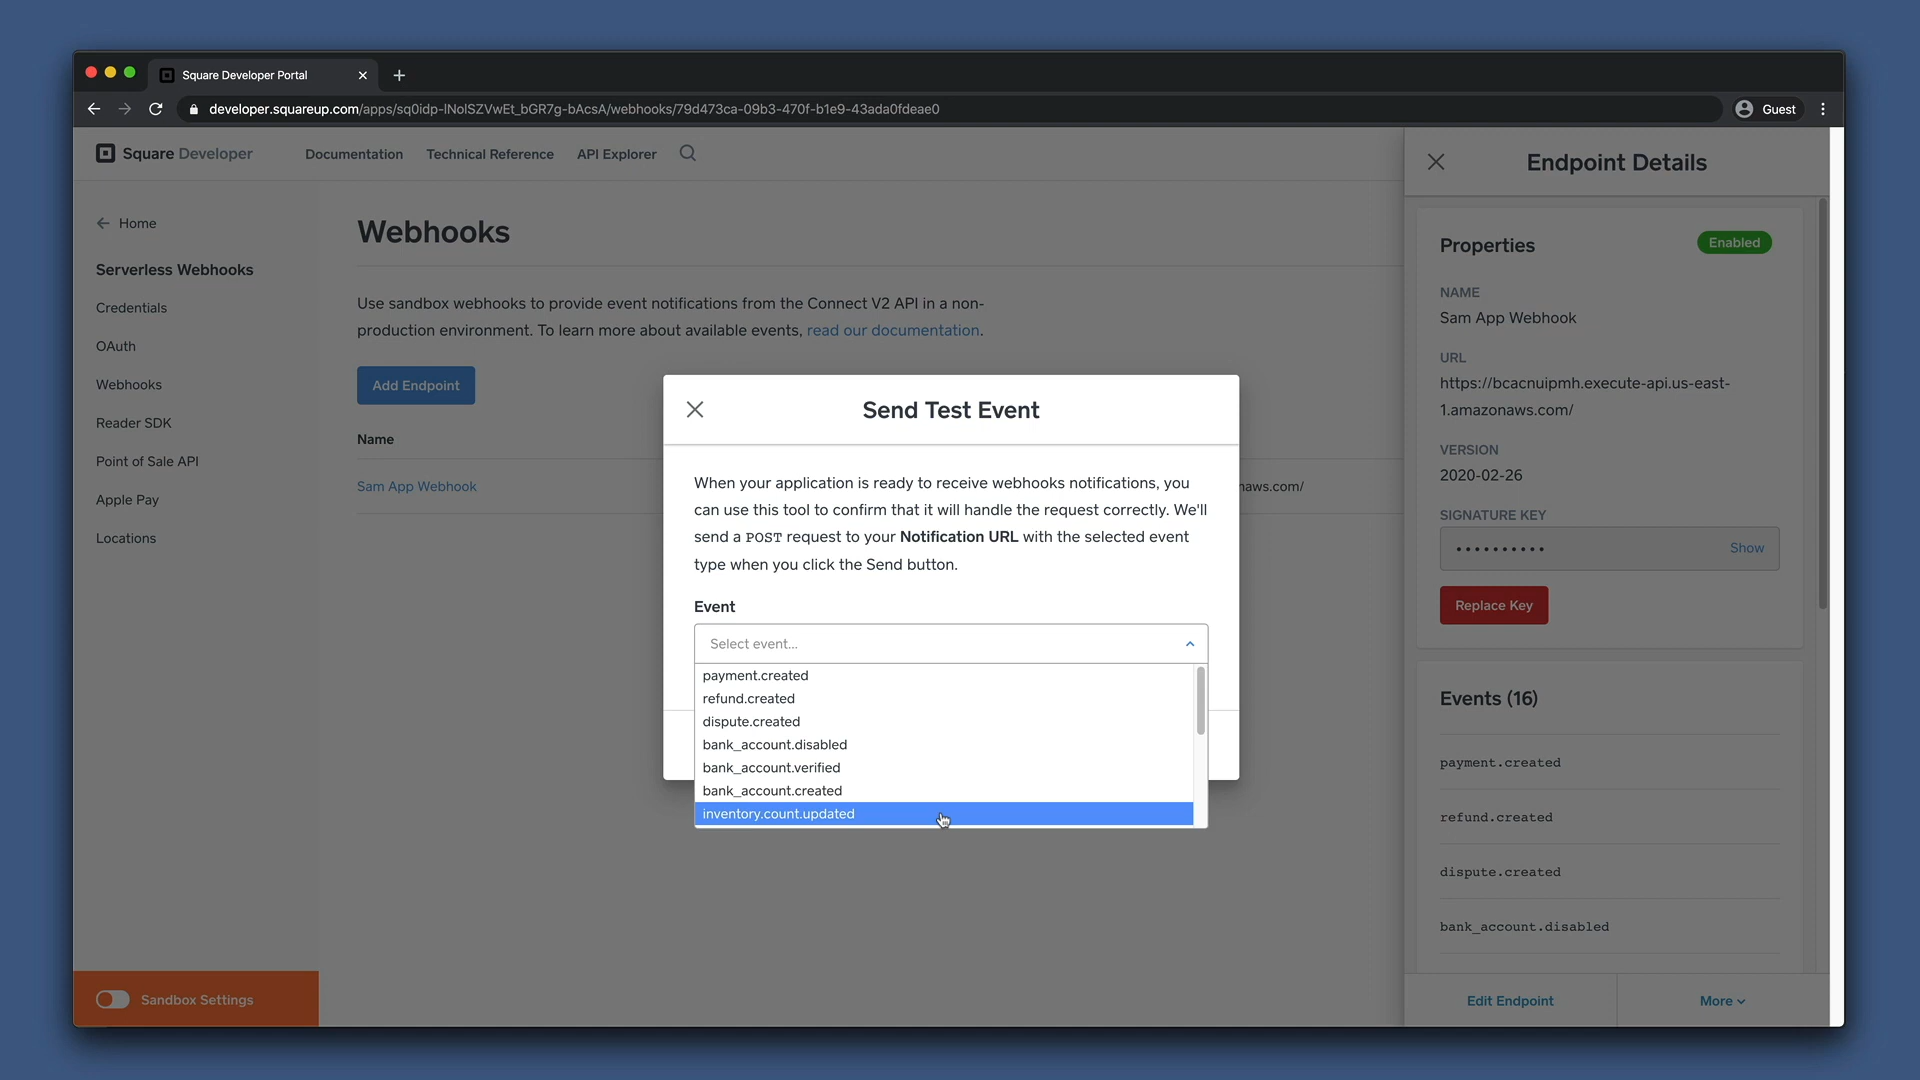 Square Developer Portal
developer.squareup.com/apps/sq0idp-lNolSZVwEt_bGR7g-bAcsA/webhooks/79d473ca-09b3-470f-b1e9-43ada0fdeae0
Guest
Square Developer
Documentation
Technical Reference
API Explorer
Home
Serverless Webhooks
Credentials
OAuth
Webhooks
Reader SDK
Point of Sale API
Apple Pay
Locations
Sandbox Settings
Webhooks
Use sandbox webhooks to provide event notifications from the Connect V2 API in a non-
production environment. To learn more about available events, read our documentation.
Add Endpoint
Name
Sam App Webhook
naws.com/
Send Test Event
When your application is ready to receive webhooks notifications, you
can use this tool to confirm that it will handle the request correctly. We'll
send a POST request to your Notification URL with the selected event
type when you click the Send button.
Event
Select event...
payment.created
refund.created
dispute.created
bank_account.disabled
bank_account.verified
bank_account.created
inventory.count.updated
Endpoint Details
Properties
Enabled
NAME
Sam App Webhook
URL
https://bcacnuipmh.execute-api.us-east-
1.amazonaws.com/
VERSION
2020-02-26
SIGNATURE KEY
Show
Replace Key
Events (16)
payment.created
refund.created
dispute.created
bank_account.disabled
Edit Endpoint
More